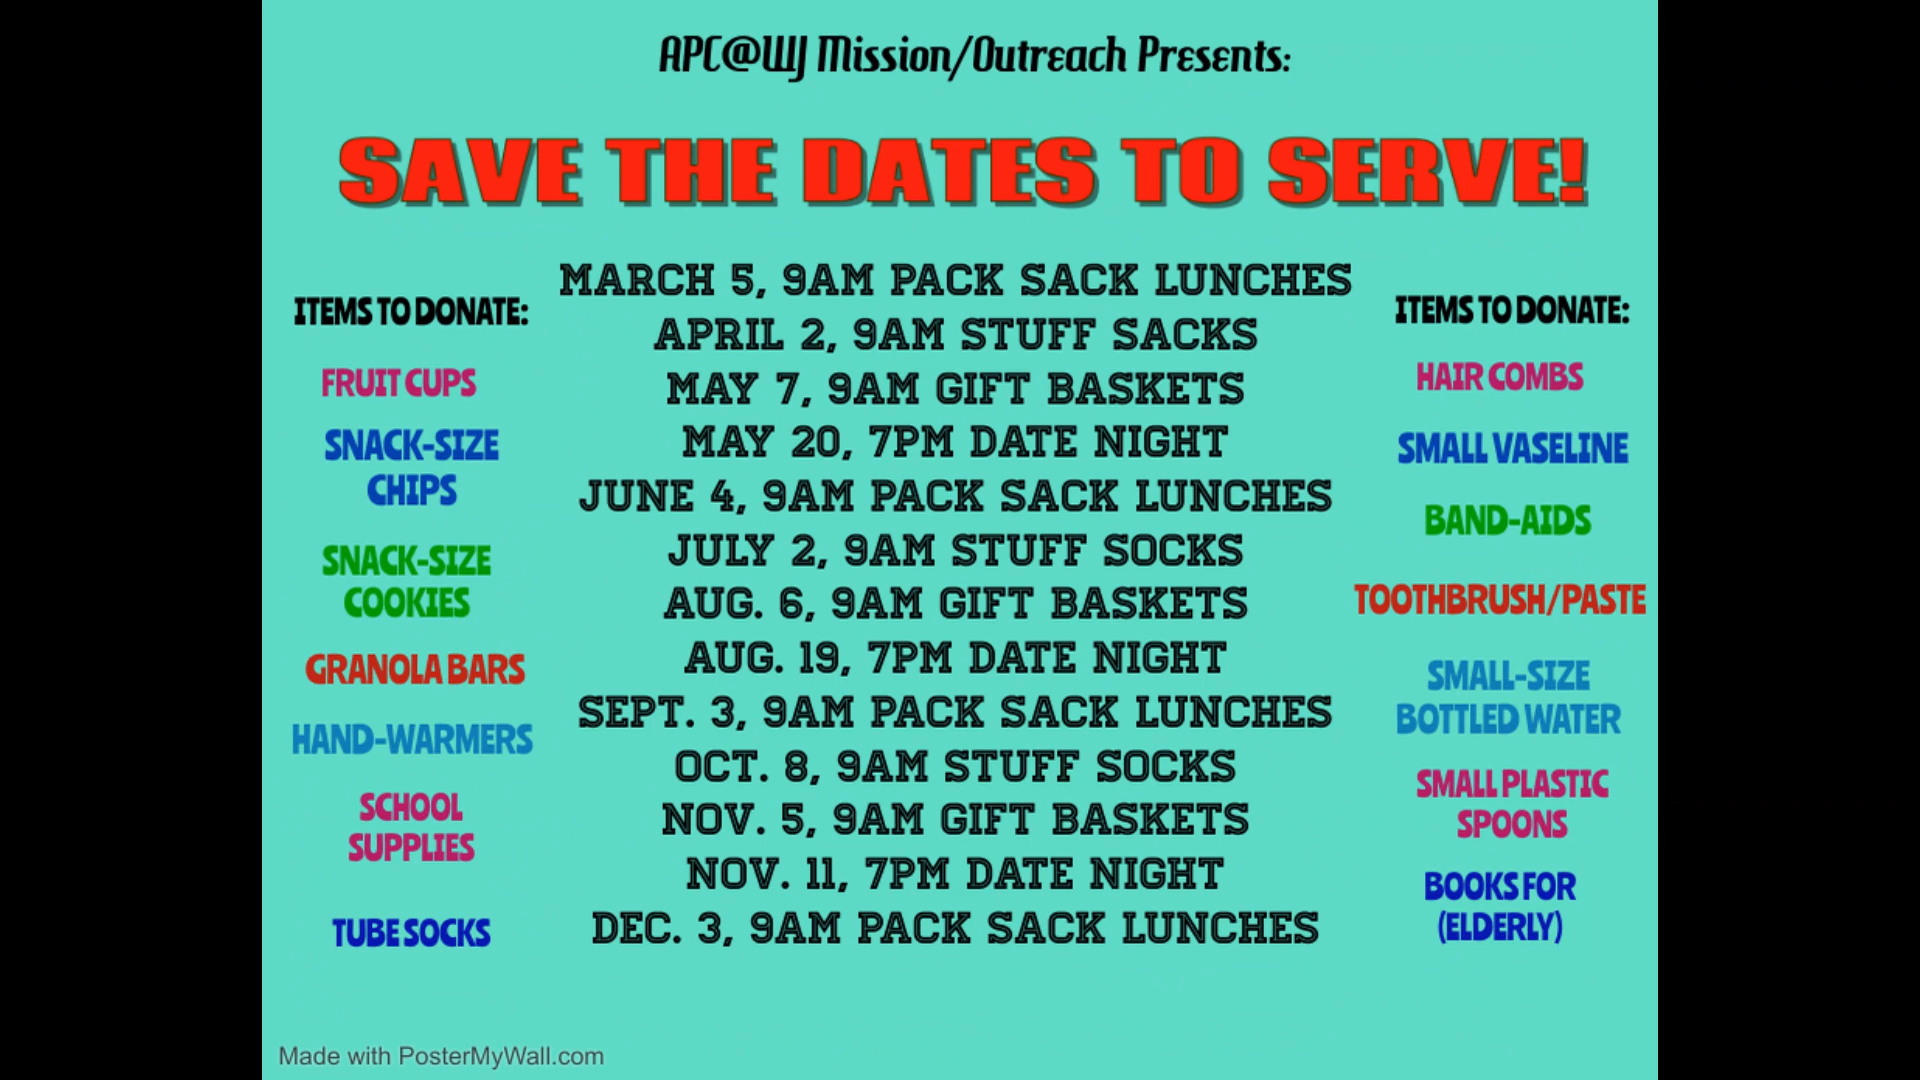 APC@WJ Mission/Outreach Presents:
SAVE THE DATES TO SERVE!
ITEMS TO DONATE:
FRUIT CUPS
SNACK-SIZE
CHIPS
SNACK-SIZE
COOKIES
GRANOLA BARS
HAND-WARMERS
SCHOOL
SUPPLIES
TUBE SOCKS
MARCH 5, 9AM PACK SACK LUNCHES
APRIL 2, 9AM STUFF SACKS
MAY 7, 9AM GIFT BASKETS
MAY 20, 7PM DATE NIGHT
JUNE 4, 9AM PACK SACK LUNCHES
JULY 2, 9AM STUFF SOCKS
AUG. 6, 9AM GIFT BASKETS
AUG. 19, 7PM DATE NIGHT
SEPT. 3, 9AM PACK SACK LUNCHES
OCT. 8, 9AM STUFF SOCKS
NOV. 5, 9AM GIFT BASKETS
NOV. 11, 7PM DATE NIGHT
DEC. 3, 9AM PACK SACK LUNCHES
ITEMS TO DONATE:
HAIR COMBS
SMALL VASELINE
BAND-AIDS
TOOTHBRUSH/PASTE
SMALL-SIZE
BOTTLED WATER
SMALL PLASTIC
SPOONS
BOOKS FOR
(ELDERLY)
Made with PosterMyWall.com